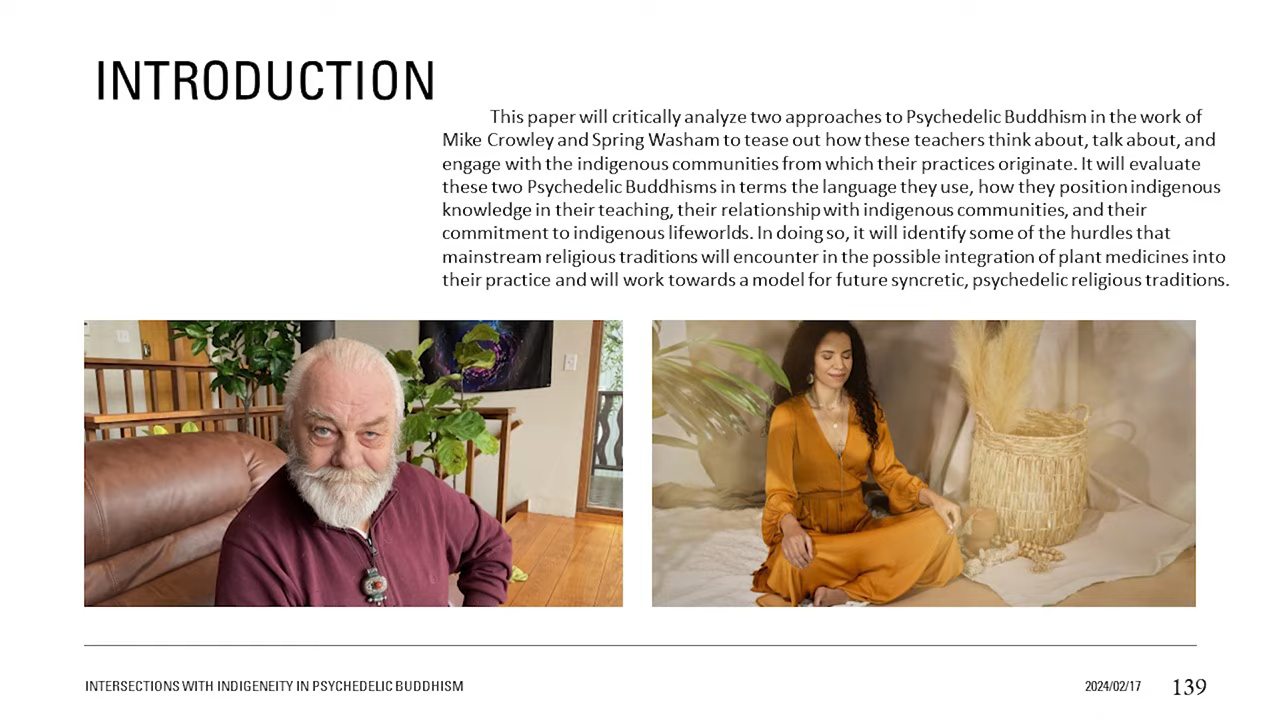 INTRODUCTION
This paper will critically analyze two approaches to Psychedelic Buddhism in the work of
Mike Crowley and Spring Washam to tease out how these teachers think about, talk about, and
engage with the indigenous communities from which their practices originate. It will evaluate
these two Psychedelic Buddhisms in terms the language they use, how they position indigenous
knowledge in their teaching, their relationship with indigenous communities, and their
commitment to indigenous lifeworlds. In doing so, it will identify some of the hurdles that
mainstream religious traditions will encounter in the possible integration of plant medicines into
their practice and will work towards a model for future syncretic, psychedelic religious traditions.
INTERSECTIONS WITH INDIGENEITY IN PSYCHEDELIC BUDDHISM
2024/02/17
139